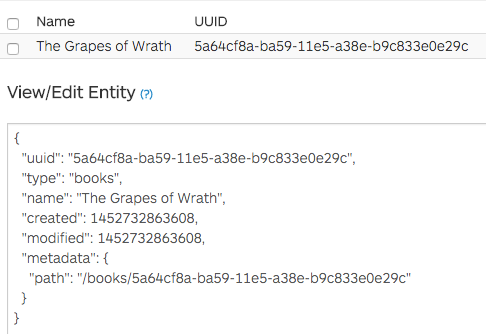 Name UUID
The Grapes of Wrath 5a64cf8a-ba59-11e5-a38e-b9c833e0e29c
View/Edit Entity (?)
{
"uuid": "5a64cf8a-ba59-11e5-a38e-b9c833e0e29c",
"type": "books",
"name": "The Grapes of Wrath",
"created": 1452732863608,
"modified": 1452732863608,
"metadata": {
"path": "/books/5a64cf8a-ba59-11e5-a38e-b9c833e0e29c"
}
}